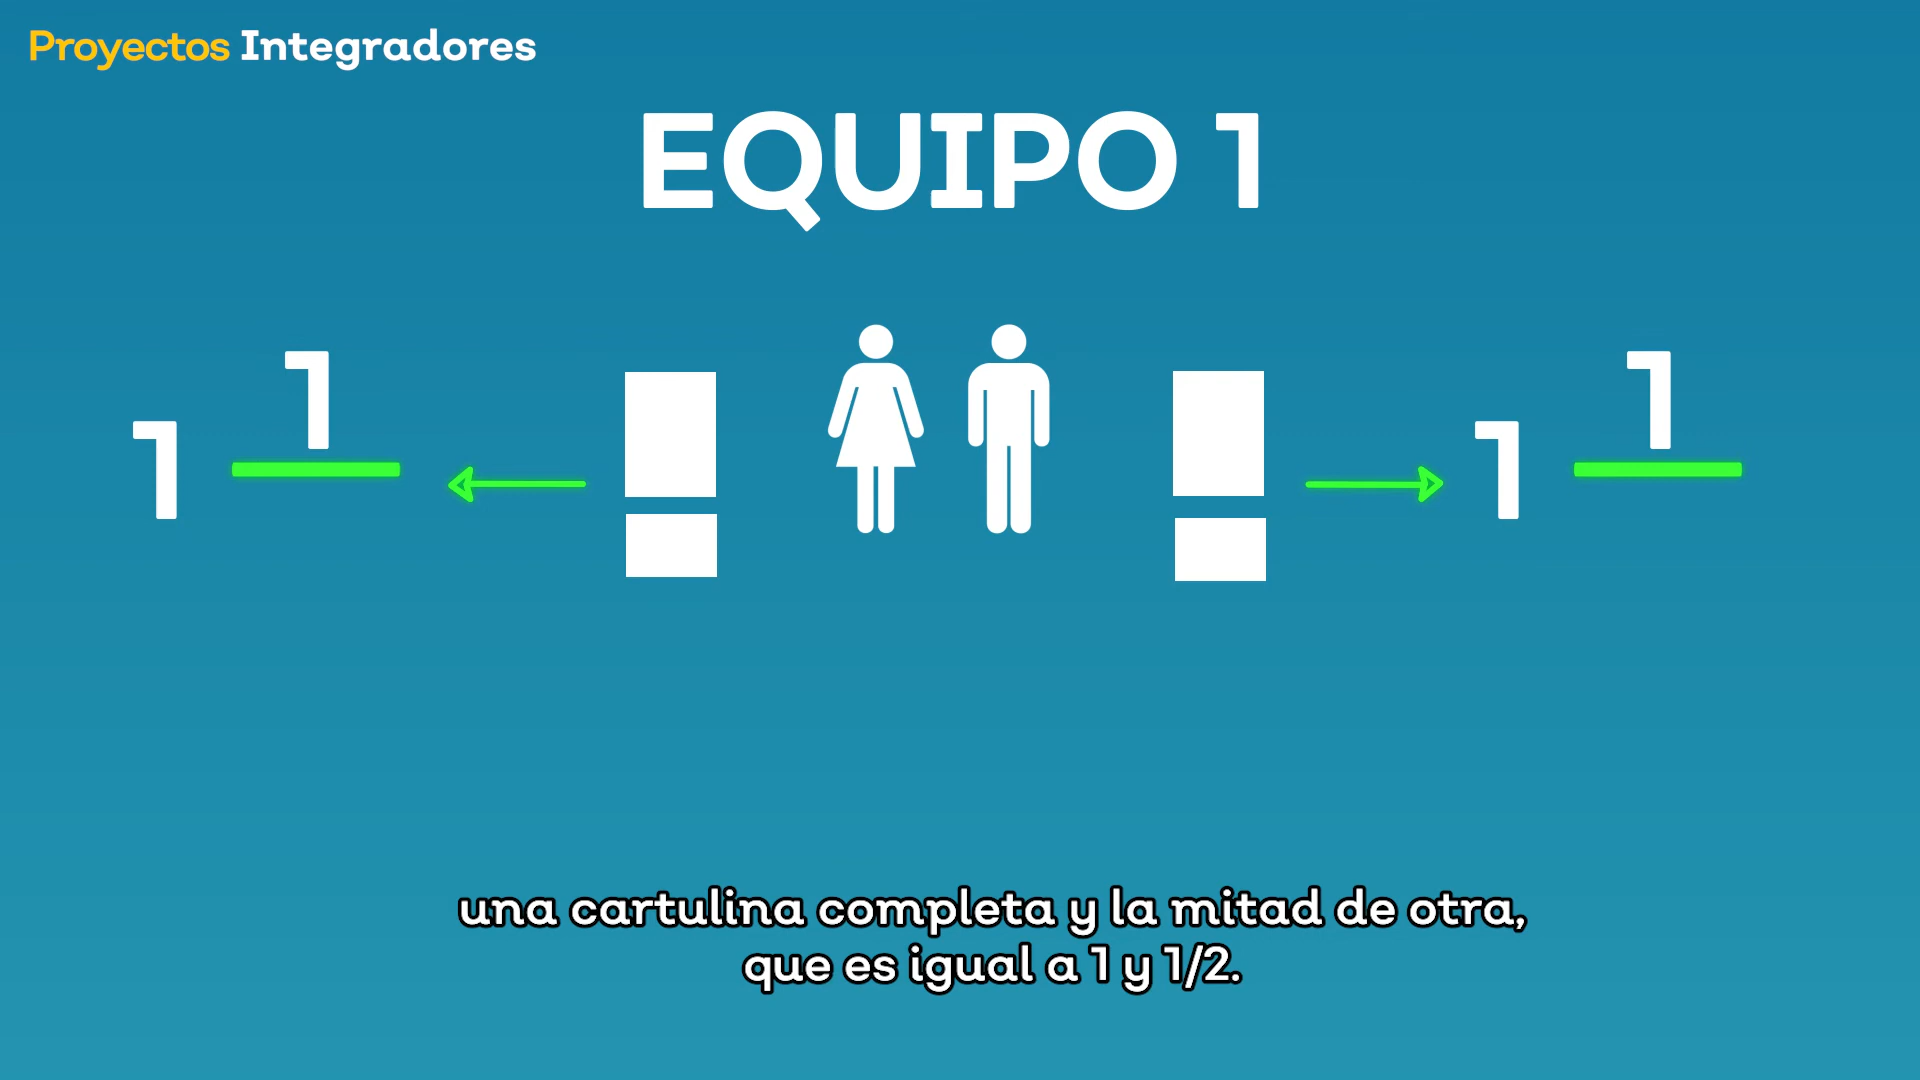 Proyectos Integradores
EQUIPO 1
1 1
1 1
una cartulina completa y la mitad de otra,
que es igual a 1 y 1/2.